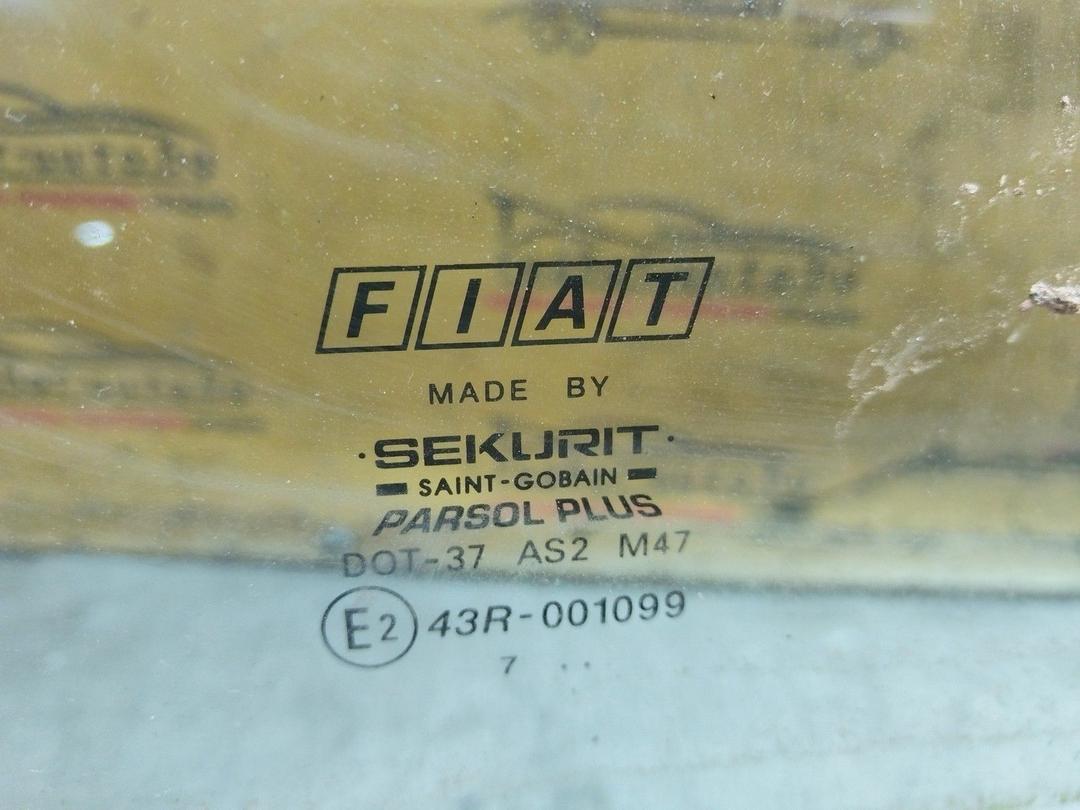 FIAT
MADE BY
·SEKURIT·
SAINT-GOBAIN
PARSOL PLUS
DOT-37 AS2 M47
E2 43R-001099
7 ..